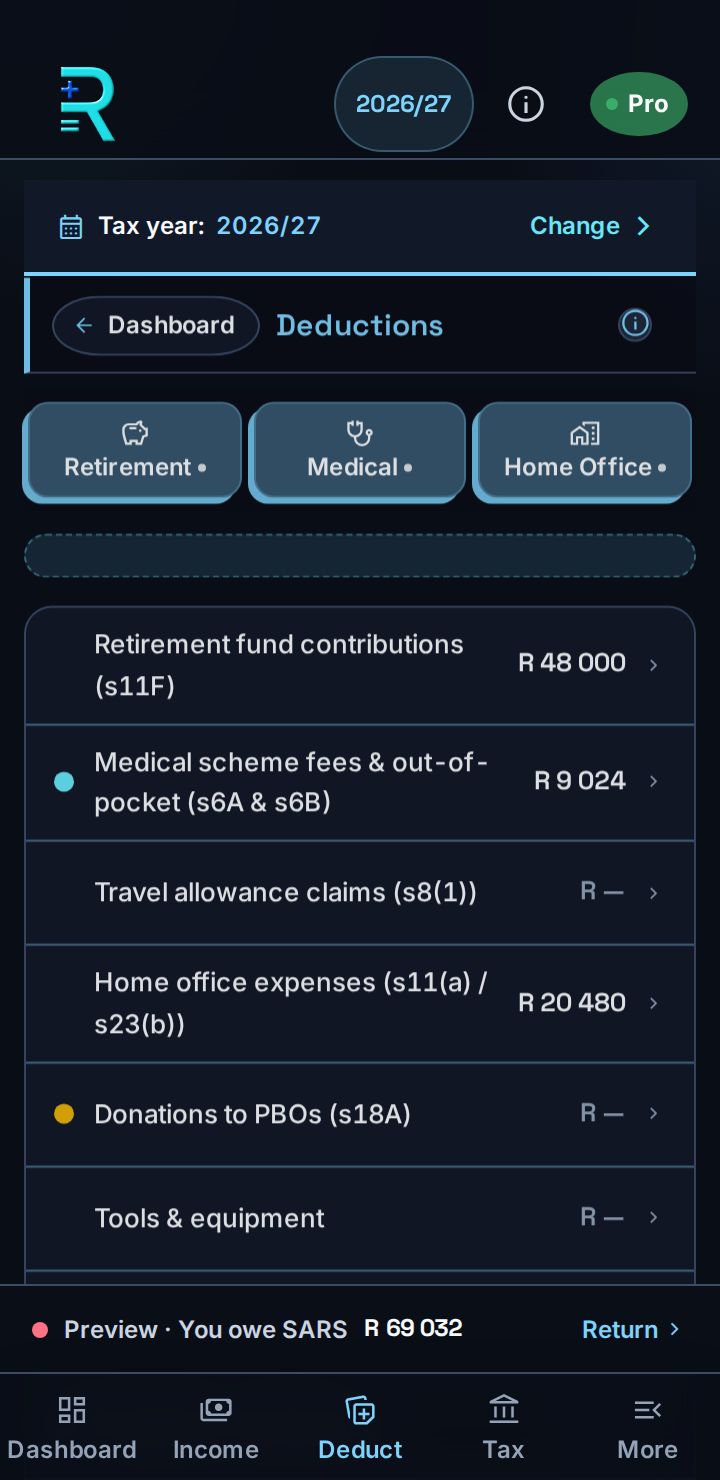 R
2026/27
Pro
Tax year: 2026/27
Change
Dashboard
Deductions
Retirement •
Medical •
Home Office •
Retirement fund contributions
(s11F)
R 48 000
Medical scheme fees & out-of-
pocket (s6A & s6B)
R 9 024
Travel allowance claims (s8(1))
R —
Home office expenses (s11(a) /
s23(b))
R 20 480
Donations to PBOs (s18A)
R —
Tools & equipment
R —
Preview · You owe SARS R 69 032
Return
Dashboard
Income
Deduct
Tax
More